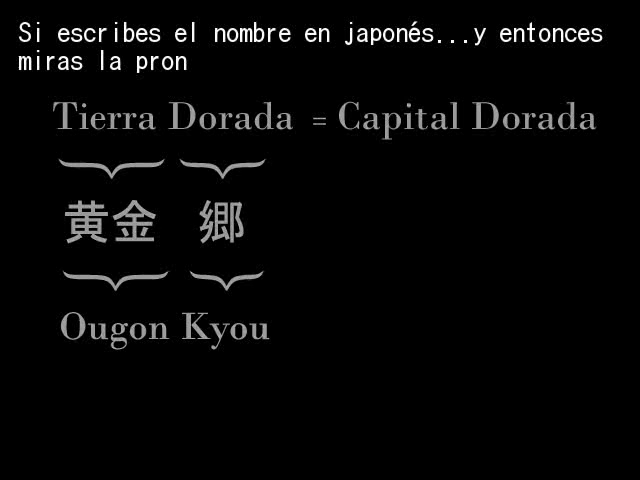 Si escribes el nombre en japonés...y entonces
miras la pron
Tierra Dorada = Capital Dorada
黄金 郷
Ougon Kyou